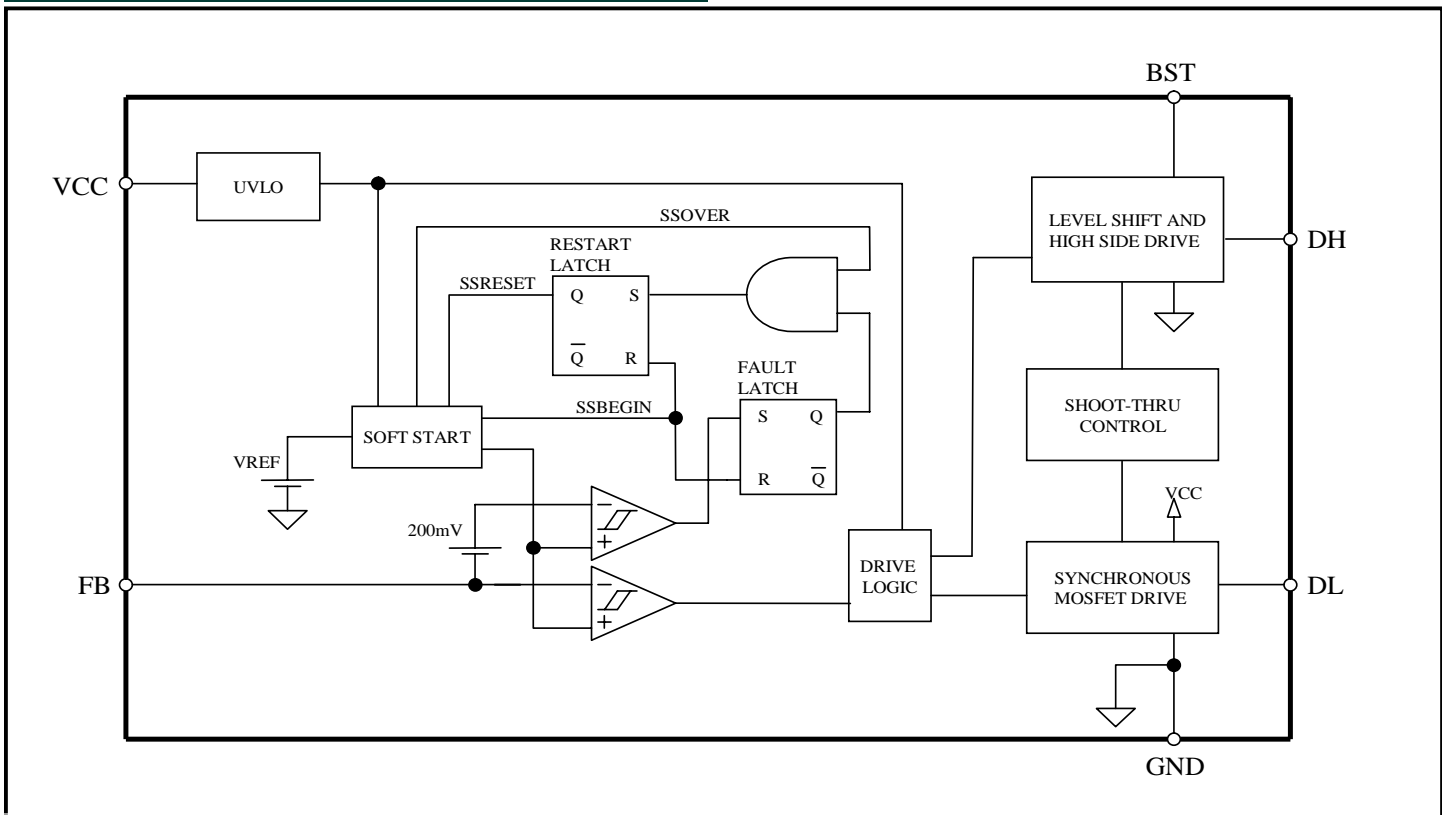 BST
VCC
UVLO
SSOVER
LEVEL SHIFT AND
HIGH SIDE DRIVE
DH
RESTART
LATCH
SSRESET
Q S
Q R
FAULT
LATCH
SSBEGIN
S Q
R Q
SOFT START
SHOOT-THRU
CONTROL
VREF
VCC
200mV
FB
DRIVE
LOGIC
SYNCHRONOUS
MOSFET DRIVE
DL
−
+
−
+
GND